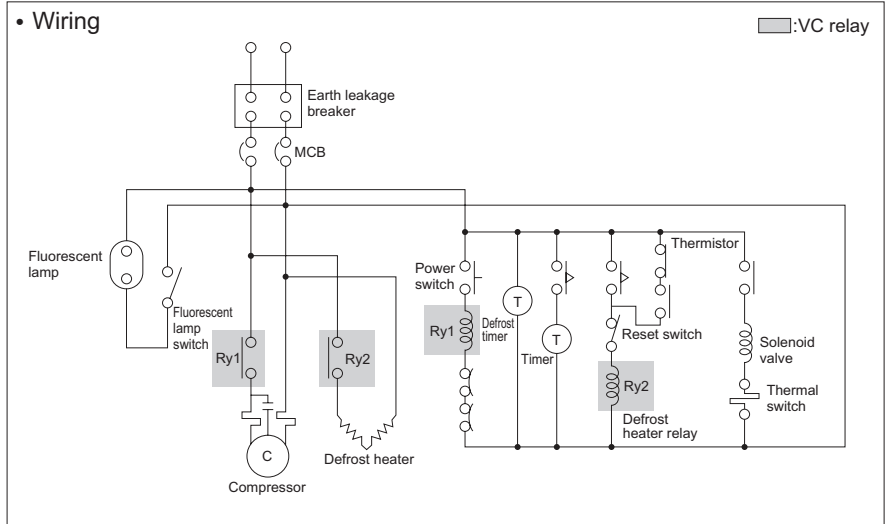 • Wiring
:VC relay
Earth leakage
breaker
MCB
Fluorescent
lamp
Fluorescent
lamp
switch
Ry1
Ry2
C
Compressor
Defrost heater
Power
switch
Ry1
Defrost
timer
T
T
Timer
Thermistor
Reset switch
Ry2
Defrost
heater relay
Solenoid
valve
Thermal
switch